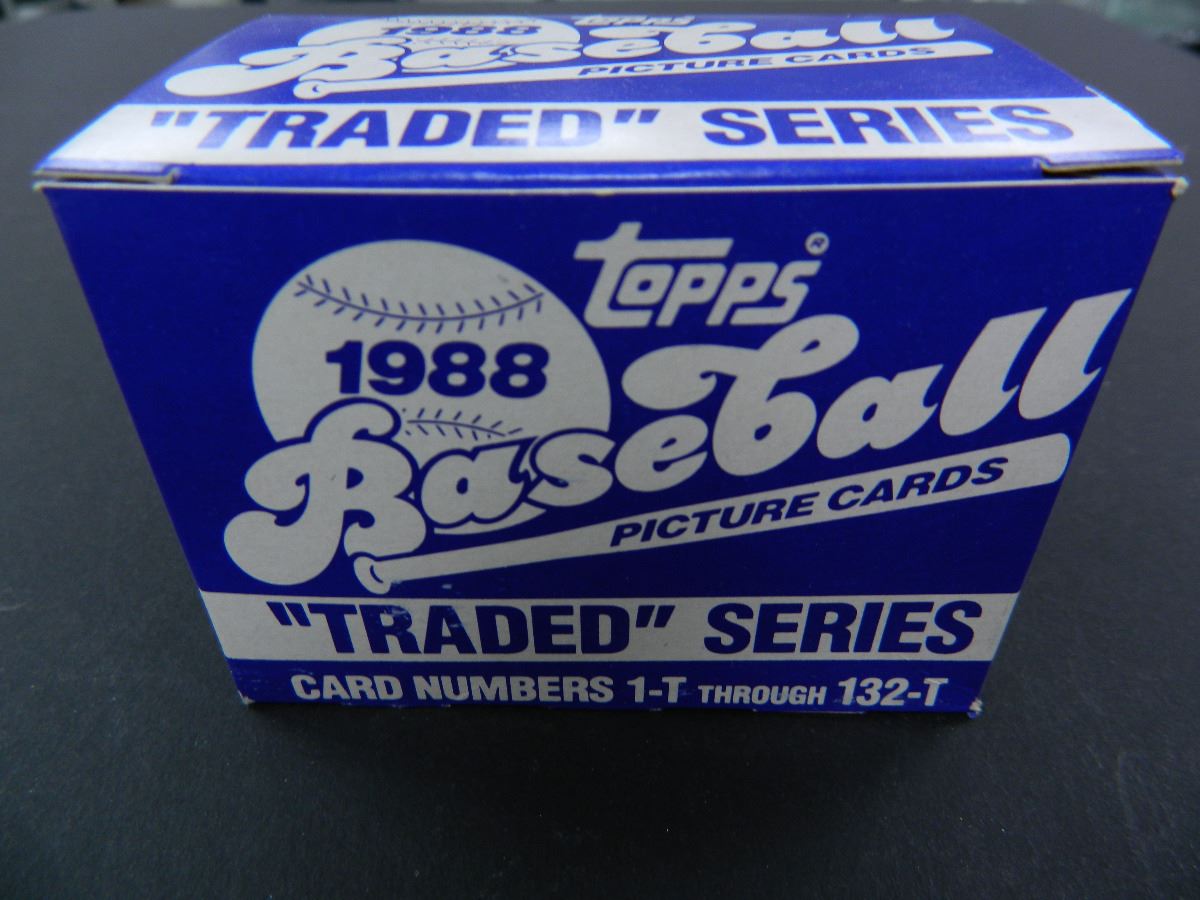 topps
1988
Baseball
PICTURE CARDS
"TRADED" SERIES
topps®
1988
Baseball
PICTURE CARDS
"TRADED" SERIES
CARD NUMBERS 1-T THROUGH 132-T